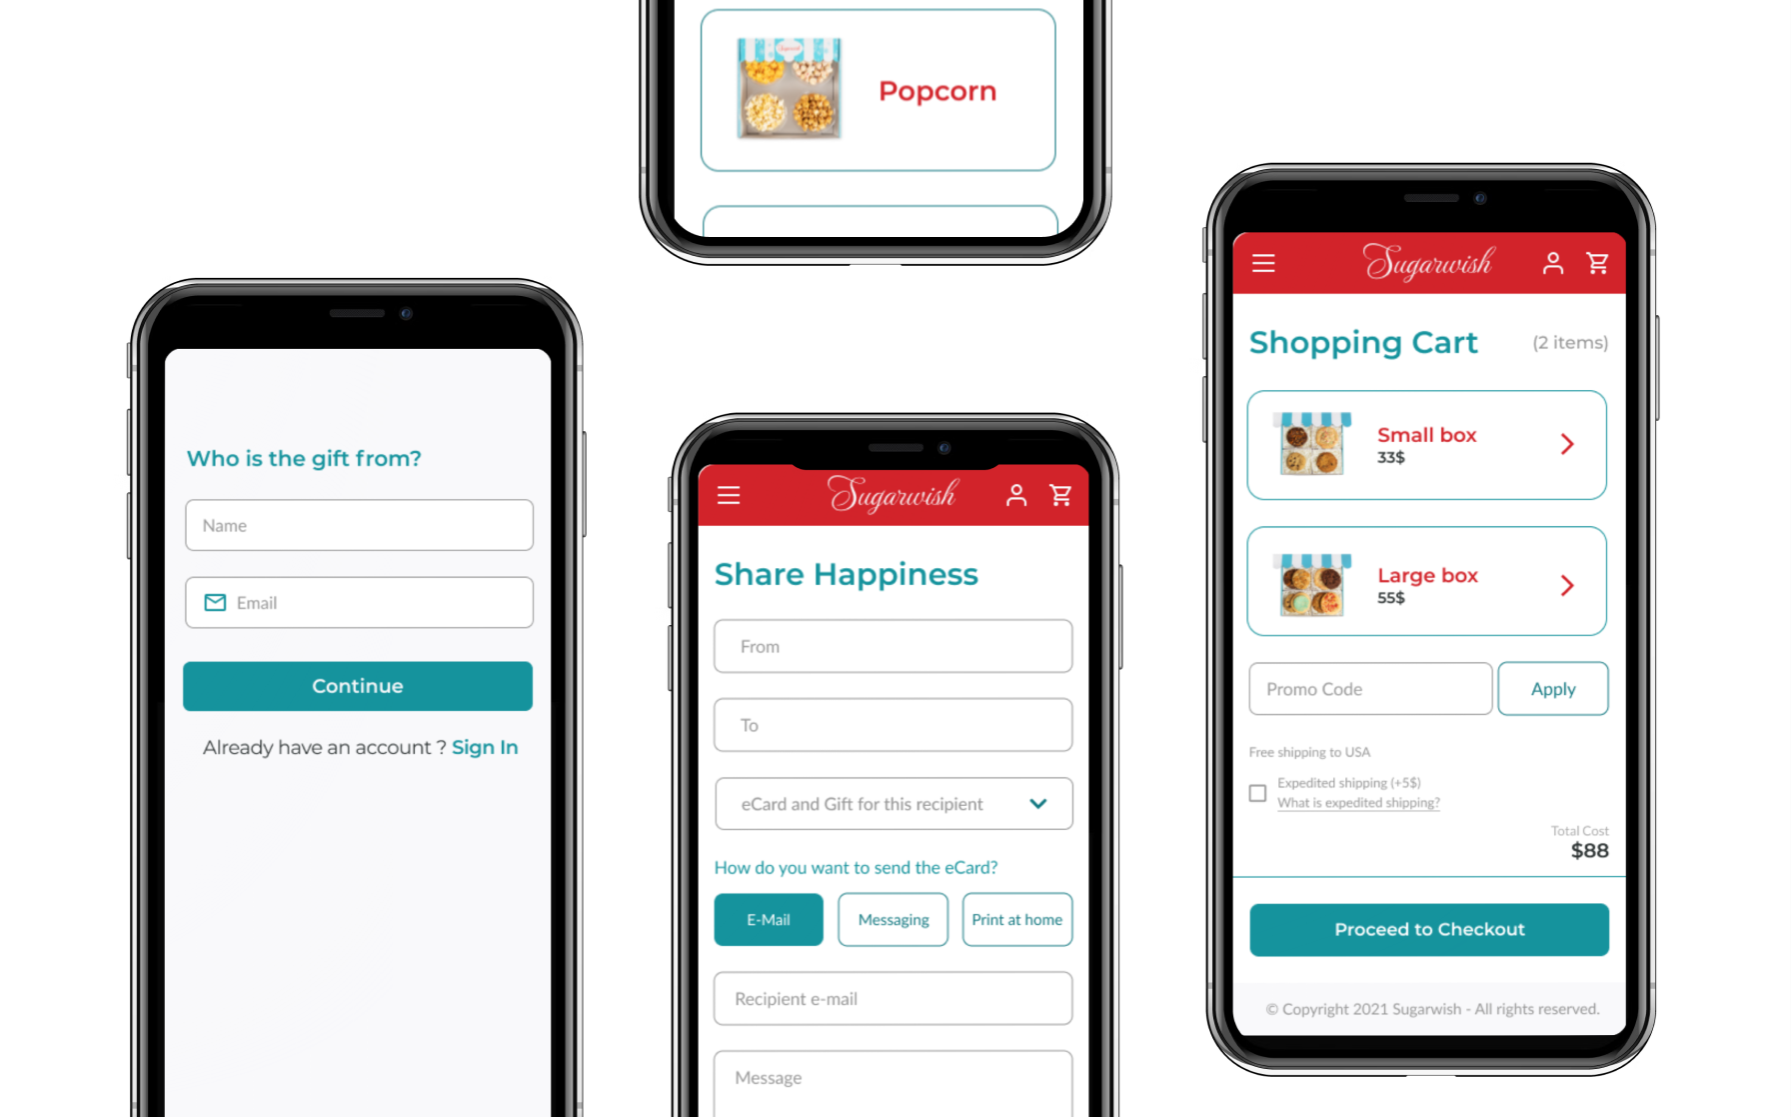 Popcorn
Who is the gift from?
Name
Email
Continue
Already have an account ? Sign In
Sugarwish
Share Happiness
From
To
eCard and Gift for this recipient
How do you want to send the eCard?
E-Mail
Messaging
Print at home
Recipient e-mail
Message
Sugarwish
Shopping Cart
(2 items)
Small box
33$
Large box
55$
Promo Code
Apply
Free shipping to USA
Expedited shipping (+5$)
What is expedited shipping?
Total Cost
$88
Proceed to Checkout
© Copyright 2021 Sugarwish - All rights reserved.